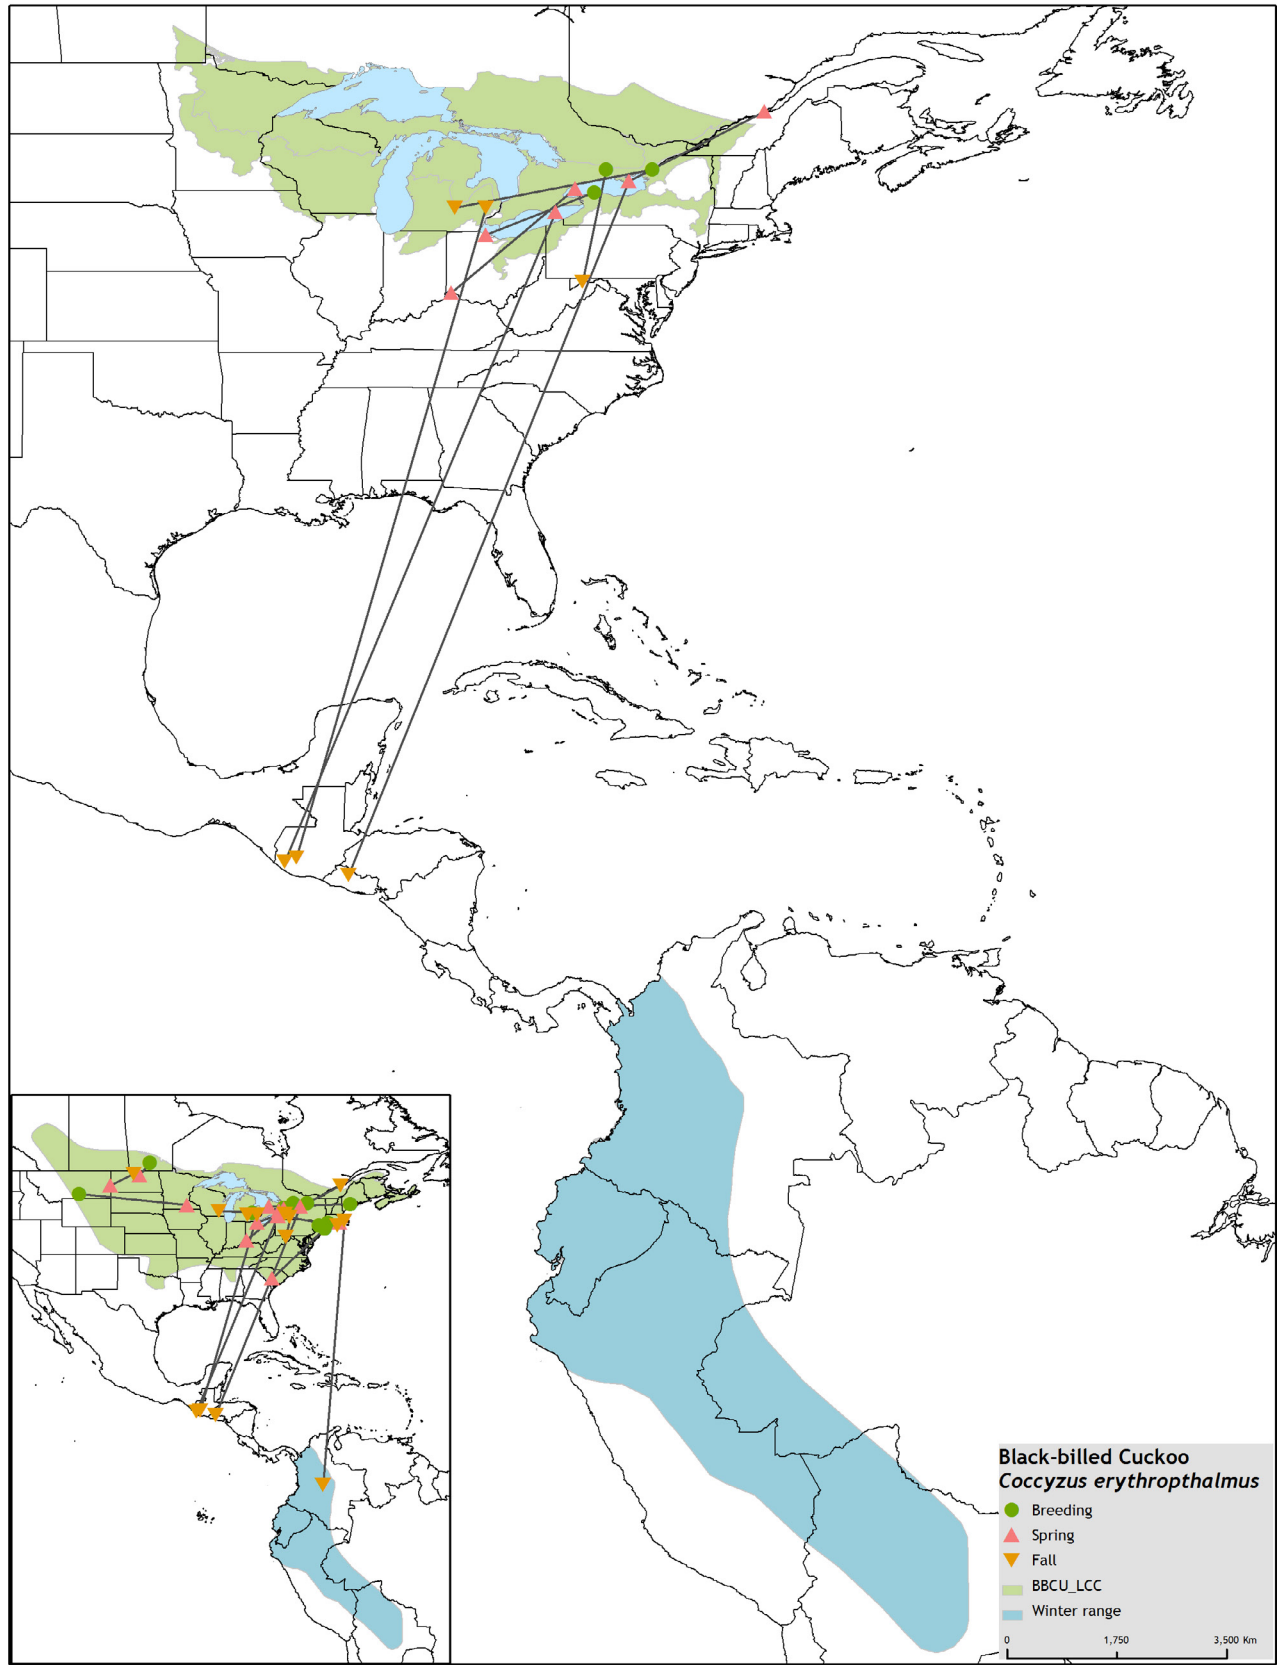 Black-billed Cuckoo
Coccyzus erythropthalmus
Breeding
Spring
Fall
BBCU_LCC
Winter range
0 1,750 3,500 Km